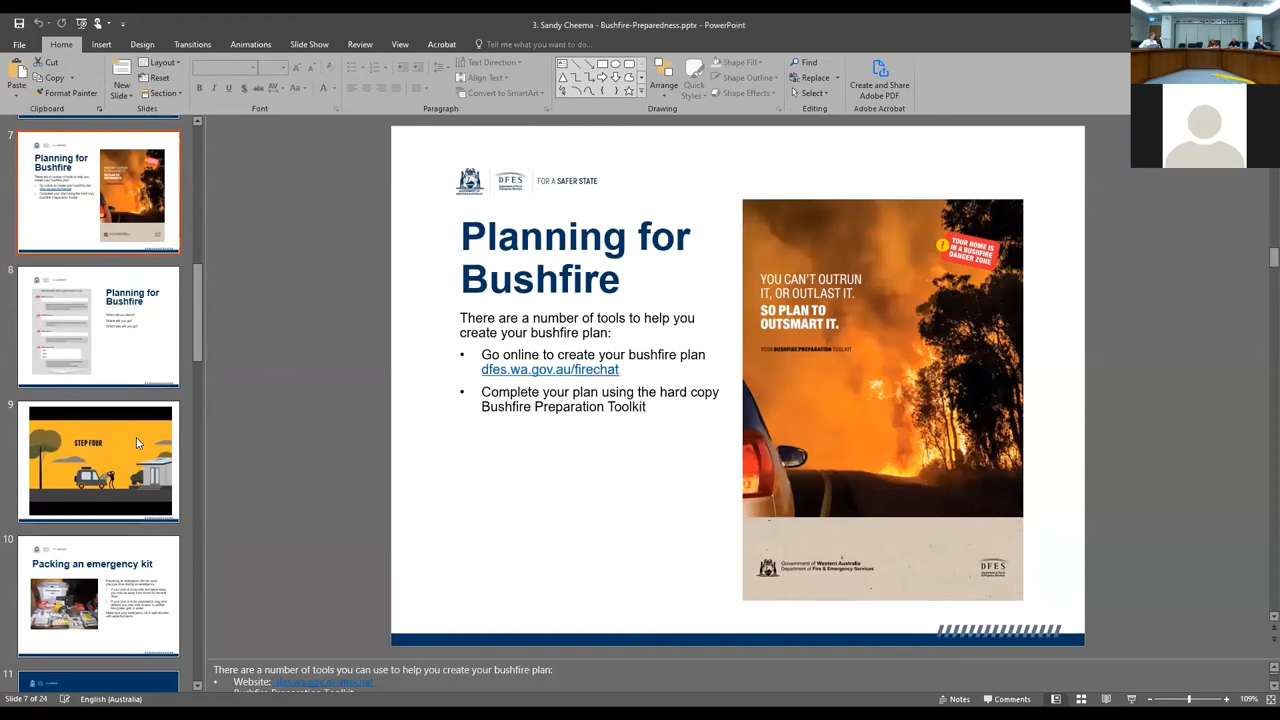 3. Sandy Cheema - Bushfire-Preparedness.pptx - PowerPoint
File Home Insert Design Transitions Animations Slide Show Review View Acrobat Tell me what you want to do...
Paste
Cut
Copy
Format Painter
Clipboard
New
Slide
Layout
Reset
Section
Slides
Font
Text Direction
Align Text
Convert to SmartArt
Paragraph
Arrange
Quick
Styles
Shape Fill
Shape Outline
Shape Effects
Drawing
Find
Replace
Select
Editing
Create and Share
Adobe PDF
Adobe Acrobat
7
Planning for
Bushfire
8
Planning for
Bushfire
9
STEP FOUR
10
Packing an emergency kit
11
DFES
FOR A SAFER STATE
Planning for
Bushfire
There are a number of tools to help you
create your bushfire plan:
• Go online to create your bushfire plan
dfes.wa.gov.au/firechat
• Complete your plan using the hard copy
Bushfire Preparation Toolkit
YOUR HOME IS
IN A BUSHFIRE
DANGER ZONE
YOU CAN'T OUTRUN
IT, OR OUTLAST IT.
SO PLAN TO
OUTSMART IT.
YOUR BUSHFIRE PREPARATION TOOLKIT
Government of Western Australia
Department of Fire & Emergency Services
DFES
There are a number of tools you can use to help you create your bushfire plan:
• Website: dfes.wa.gov.au/firechat
Slide 7 of 24 English (Australia) Notes Comments 109%